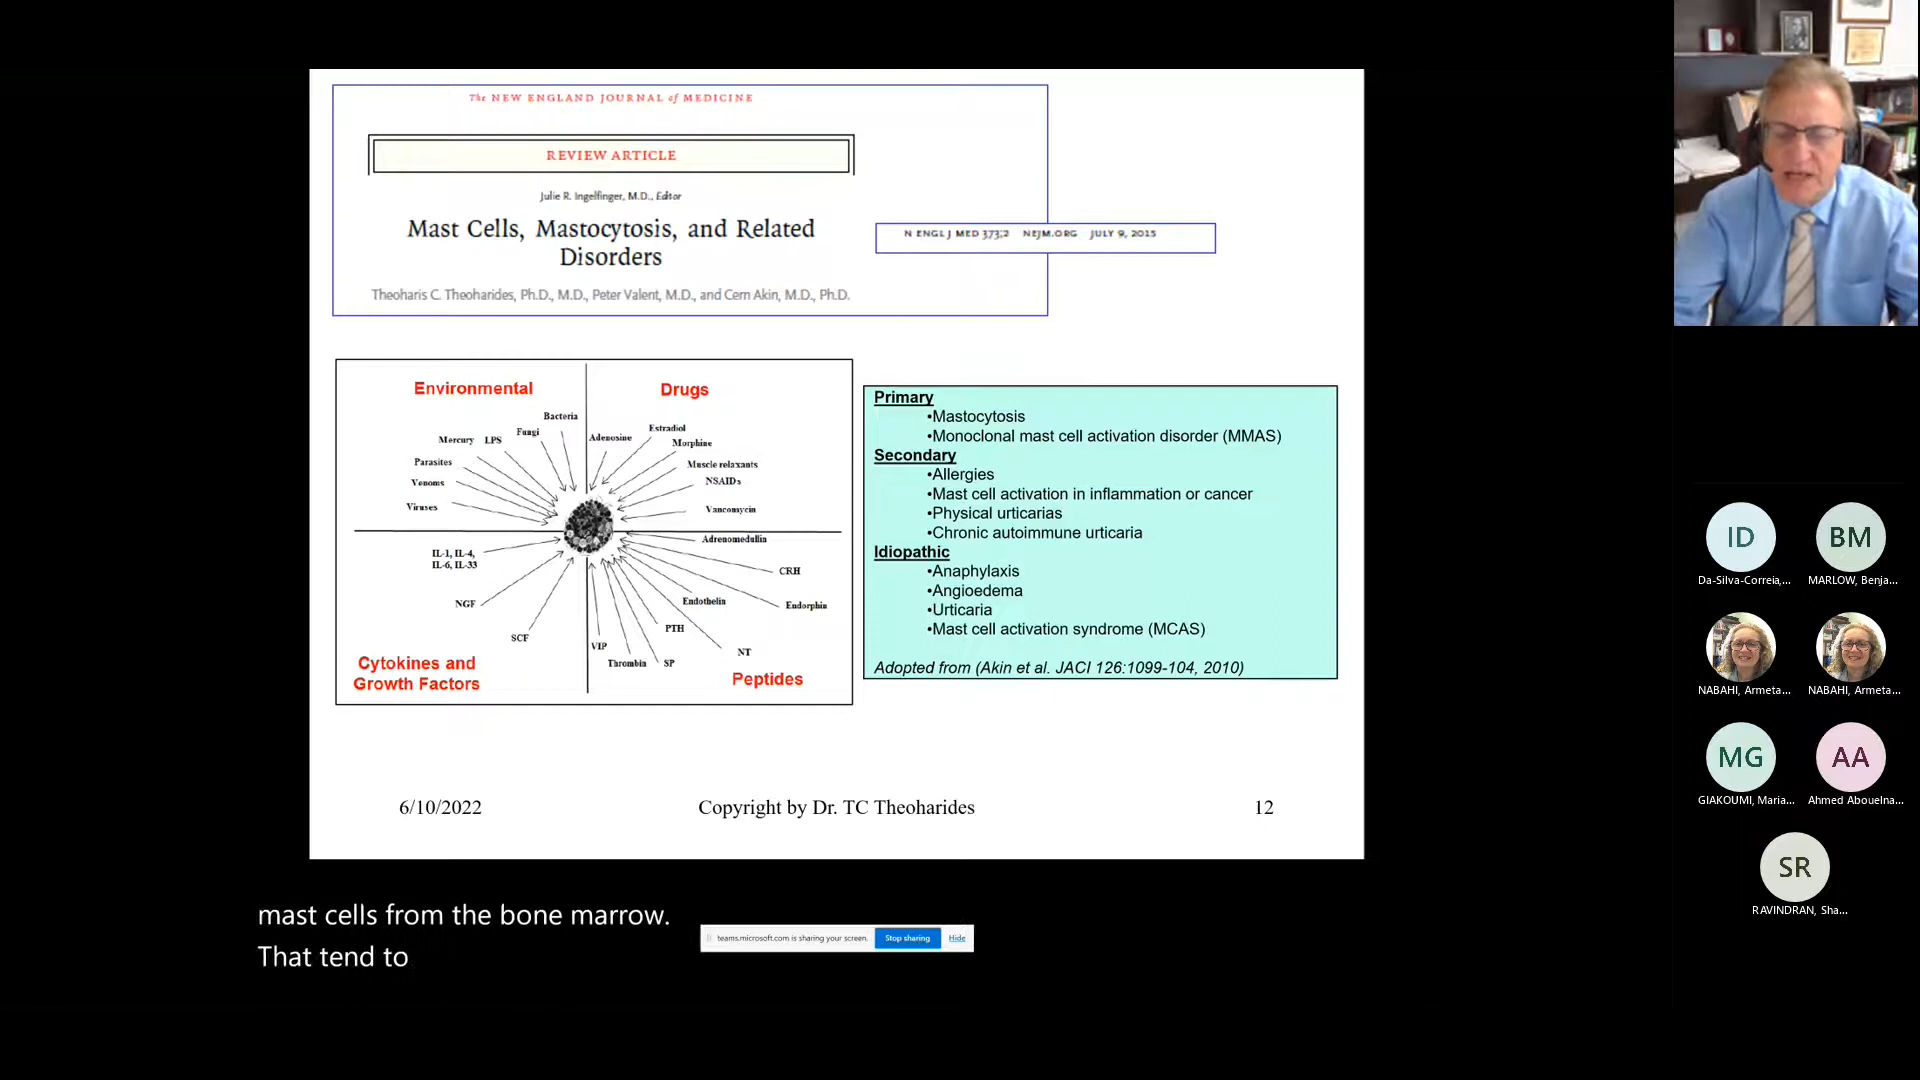 The NEW ENGLAND JOURNAL of MEDICINE
REVIEW ARTICLE
Julie R. Ingelfinger, M.D., Editor
Mast Cells, Mastocytosis, and Related
Disorders
Theoharis C. Theoharides, Ph.D., M.D., Peter Valent, M.D., and Cem Akin, M.D., Ph.D.
N ENGL J MED 373;2 NEJM.ORG JULY 9, 2015
Environmental
Bacteria
Fungi
Mercury LPS
Parasites
Venoms
Viruses
Drugs
Estradiol
Adenosine
Morphine
Muscle relaxants
NSAIDs
Vancomycin
IL-1, IL-4,
IL-6, IL-33
NGF
SCF
Cytokines and
Growth Factors
Adrenomedullin
CRH
Endothelin
Endorphin
PTH
VIP
NT
Thrombin
SP
Peptides
Primary
•Mastocytosis
•Monoclonal mast cell activation disorder (MMAS)
Secondary
•Allergies
•Mast cell activation in inflammation or cancer
•Physical urticarias
•Chronic autoimmune urticaria
Idiopathic
•Anaphylaxis
•Angioedema
•Urticaria
•Mast cell activation syndrome (MCAS)
Adopted from (Akin et al. JACI 126:1099-104, 2010)
6/10/2022
Copyright by Dr. TC Theoharides
12
mast cells from the bone marrow.
That tend to
teams.microsoft.com is sharing your screen.
Stop sharing
Hide
ID
Da-Silva-Correia,...
BM
MARLOW, Benja...
NABAHI, Armeta...
NABAHI, Armeta...
MG
GIAKOUMI, Maria...
AA
Ahmed Abouelna...
SR
RAVINDRAN, Sha...